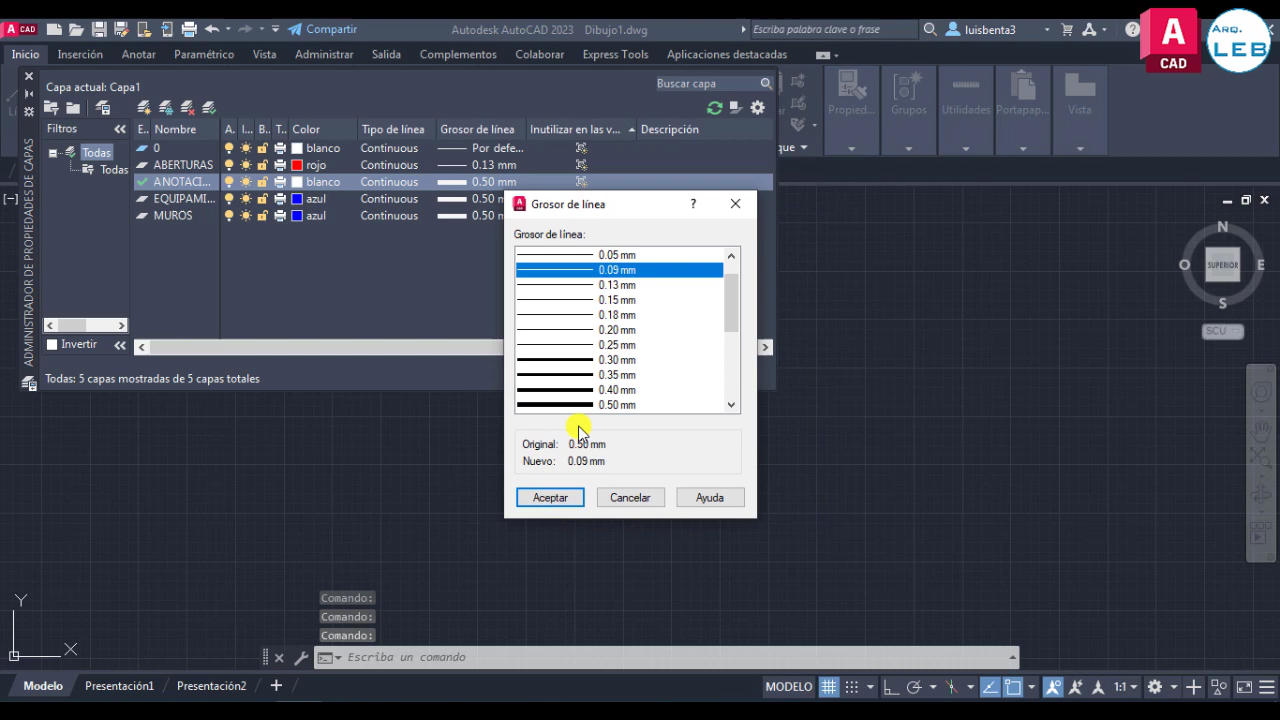 CAD
Compartir
Autodesk AutoCAD 2023 Dibujo1.dwg
Escriba palabra clave o frase
luisbenta3
A CAD
ARQ. LEB
Inicio Inserción Anotar Paramétrico Vista Administrar Salida Complementos Colaborar Express Tools Aplicaciones destacadas
Capa actual: Capa1
Buscar capa
Propied... Grupos Utilidades Portapap... Vista
Filtros
E.. Nombre A. I... B.. T.. Color Tipo de línea Grosor de línea Inutilizar en las v... Descripción
Todas
Todas
0 blanco Continuous Por defe...
ABERTURAS rojo Continuous 0.13 mm
ANOTACI... blanco Continuous 0.50 mm
EQUIPAMI... azul Continuous 0.50 m
MUROS azul Continuous 0.50 m
que
ADMINISTRADOR DE PROPIEDADES DE CAPAS
Invertir
Todas: 5 capas mostradas de 5 capas totales
Grosor de línea ?
Grosor de línea:
0.05 mm
0.09 mm
0.13 mm
0.15 mm
0.18 mm
0.20 mm
0.25 mm
0.30 mm
0.35 mm
0.40 mm
0.50 mm
Original: 0.50 mm
Nuevo: 0.09 mm
Aceptar Cancelar Ayuda
[−]
N
O SUPERIOR E
S
SCU
Y
X
Comando:
Comando:
Comando:
Escriba un comando
Modelo Presentación1 Presentación2 +
MODELO 1:1